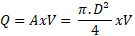 Q = AxV = π.D²/4 xV